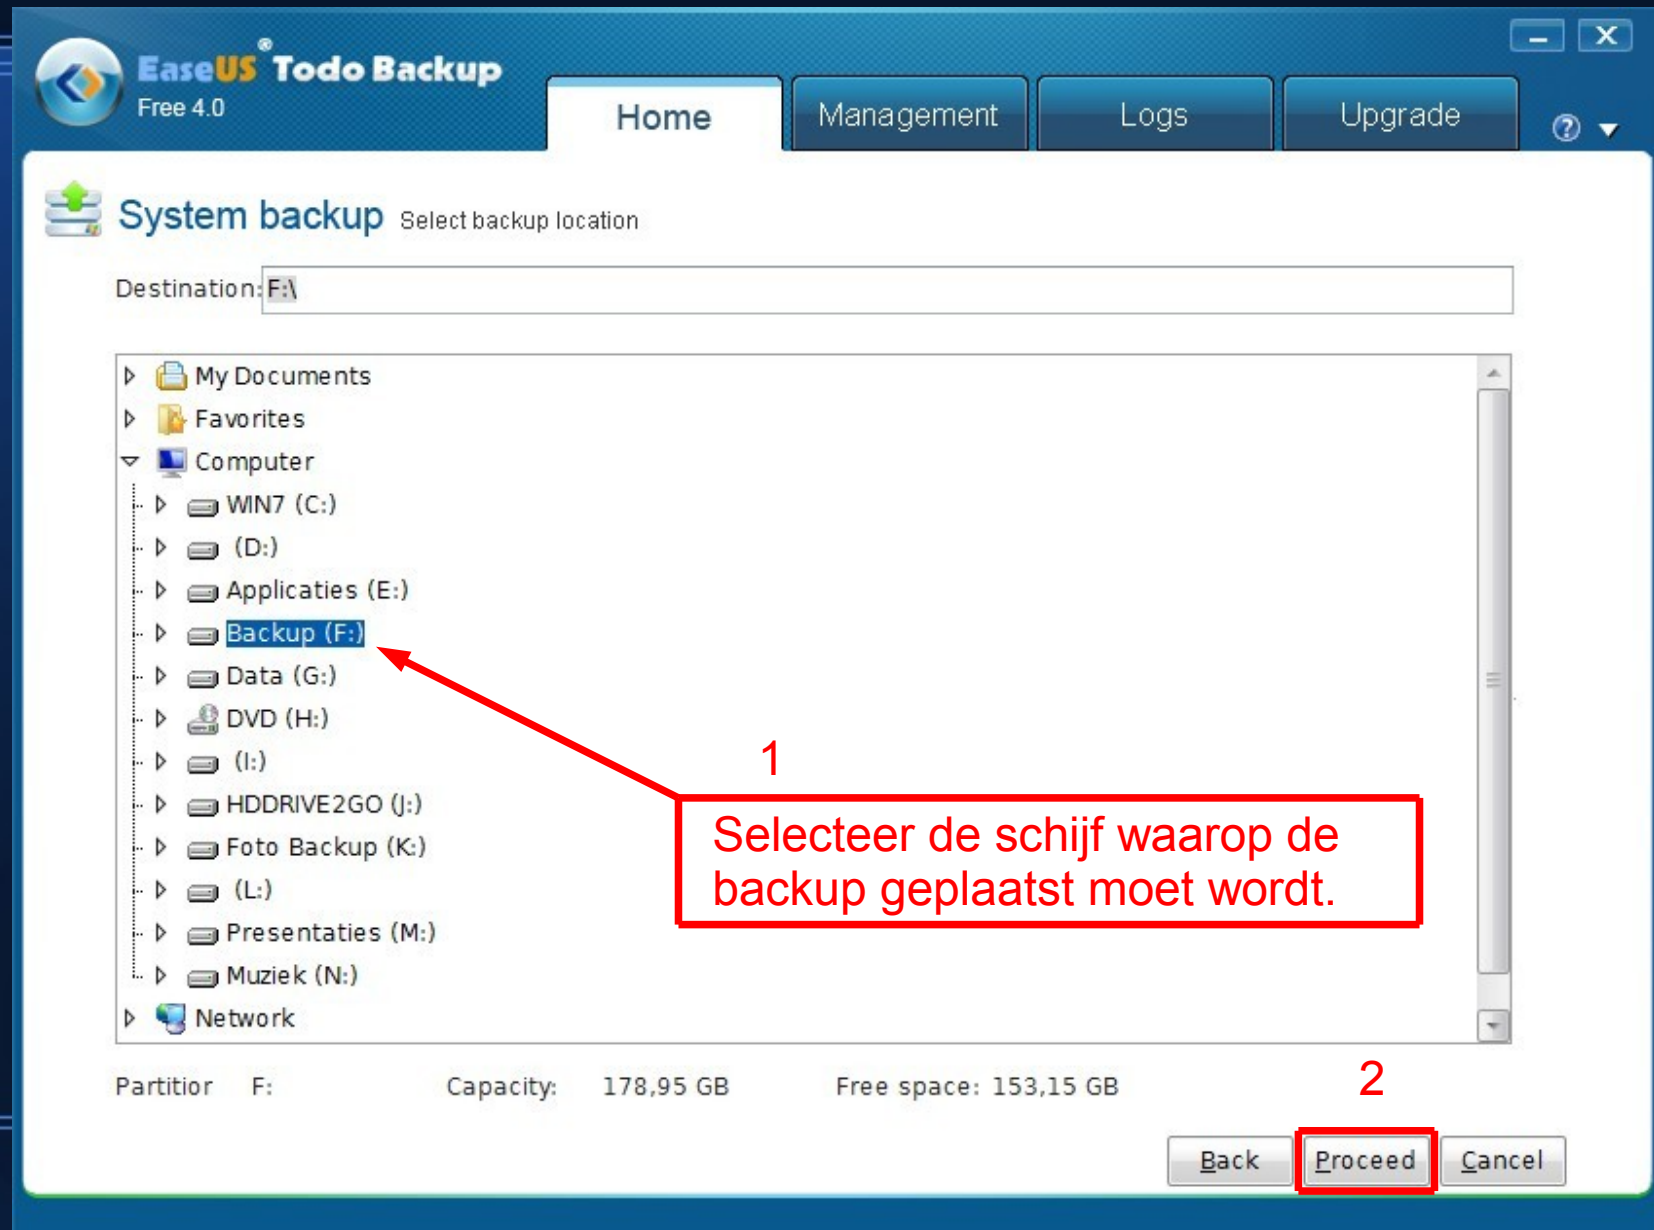 EaseUS® Todo Backup
Free 4.0
Home
Management
Logs
Upgrade
System backup Select backup location
Destination: F:\
My Documents
Favorites
Computer
WIN7 (C:)
(D:)
Applicaties (E:)
Backup (F:)
Data (G:)
DVD (H:)
(I:)
HDDRIVE2GO (J:)
Foto Backup (K:)
(L:)
Presentaties (M:)
Muziek (N:)
Network
1
Selecteer de schijf waarop de
backup geplaatst moet wordt.
Partitior F: Capacity: 178,95 GB Free space: 153,15 GB
2
Back
Proceed
Cancel